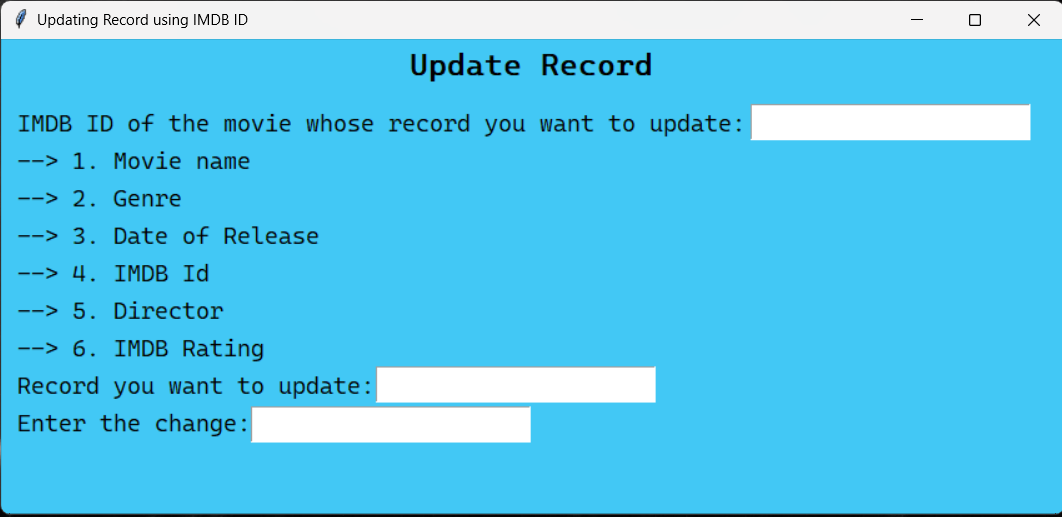 Updating Record using IMDB ID
Update Record
IMDB ID of the movie whose record you want to update:
--> 1. Movie name
--> 2. Genre
--> 3. Date of Release
--> 4. IMDB Id
--> 5. Director
--> 6. IMDB Rating
Record you want to update:
Enter the change: